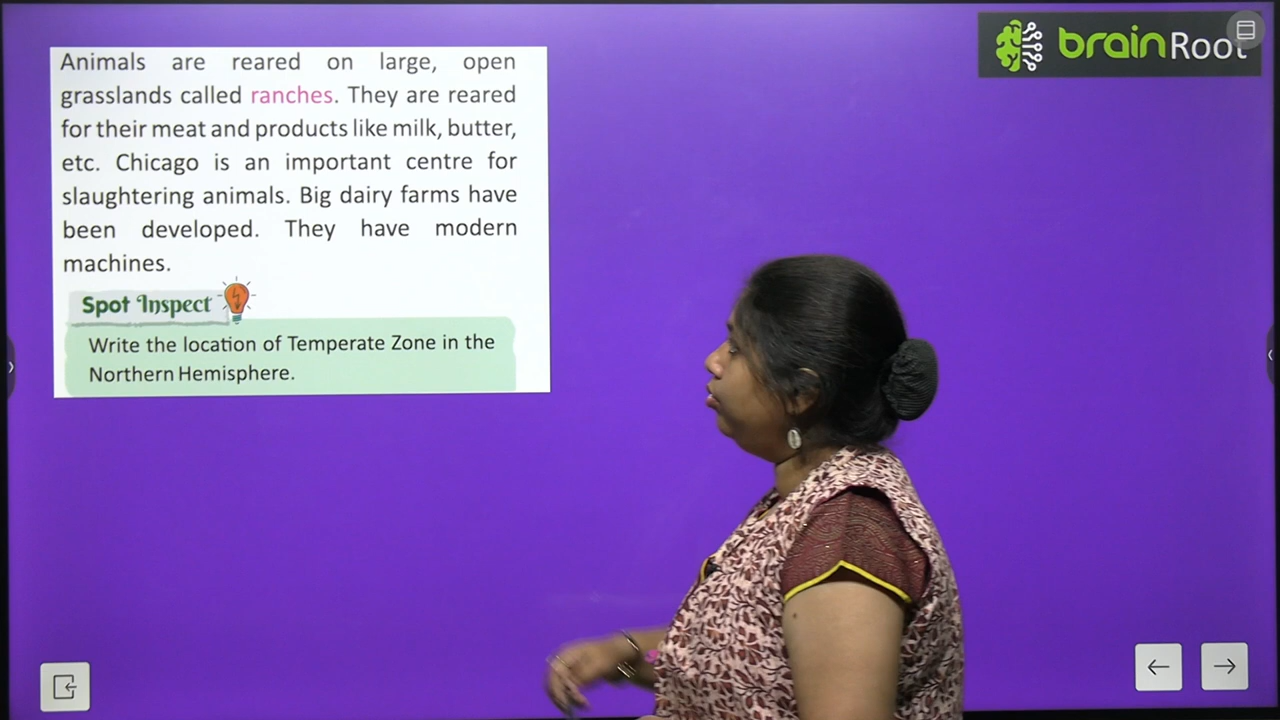 Animals are reared on large, open
grasslands called ranches. They are reared
for their meat and products like milk, butter,
etc. Chicago is an important centre for
slaughtering animals. Big dairy farms have
been developed. They have modern
machines.
Spot Inspect
Write the location of Temperate Zone in the
Northern Hemisphere.
brainRoot